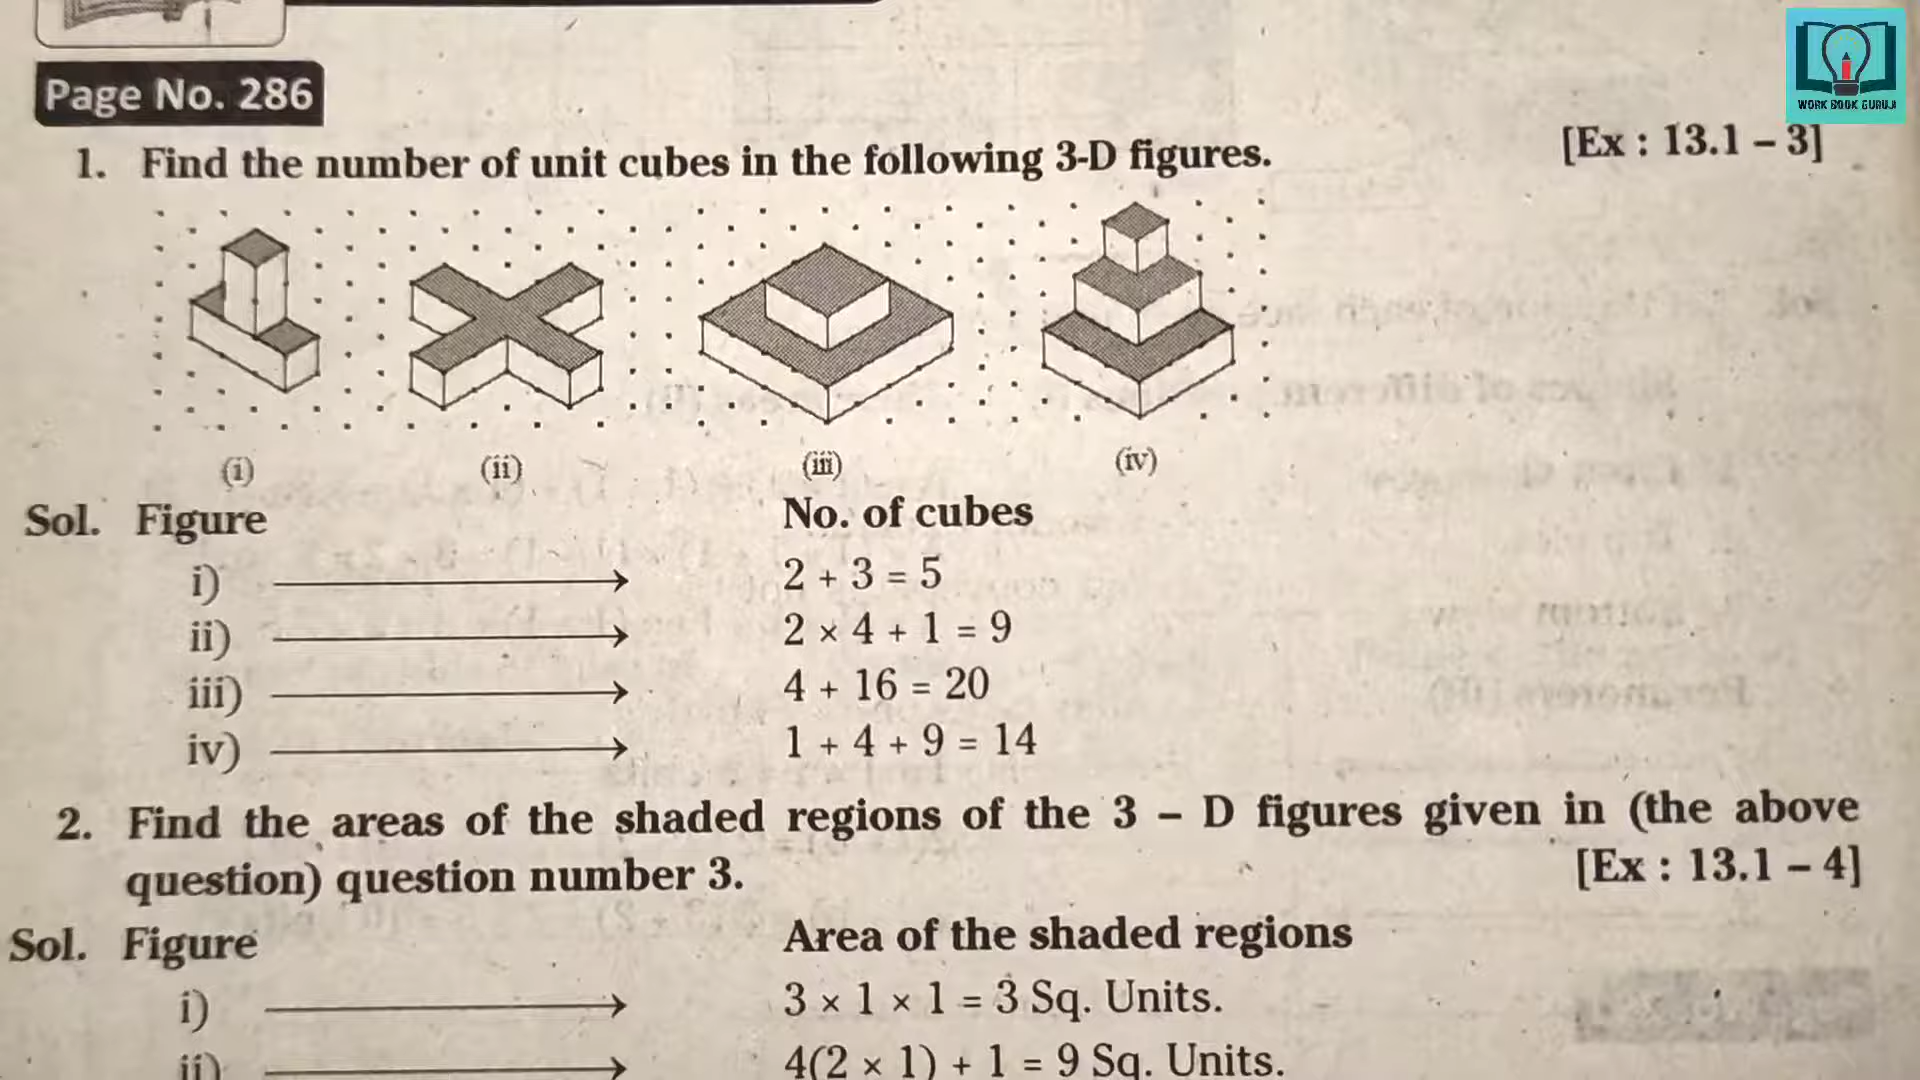 WORK BOOK GURUJI
Page No. 286
1. Find the number of unit cubes in the following 3-D figures. [Ex : 13.1 – 3]
(i) (ii) (iii) (iv)
Sol. Figure No. of cubes
i) 2 + 3 = 5
ii) 2 × 4 + 1 = 9
iii) 4 + 16 = 20
iv) 1 + 4 + 9 = 14
2. Find the areas of the shaded regions of the 3 – D figures given in (the above
question) question number 3. [Ex : 13.1 – 4]
Sol. Figure Area of the shaded regions
i) 3 × 1 × 1 = 3 Sq. Units.
ii) 4(2 × 1) + 1 = 9 Sq. Units.